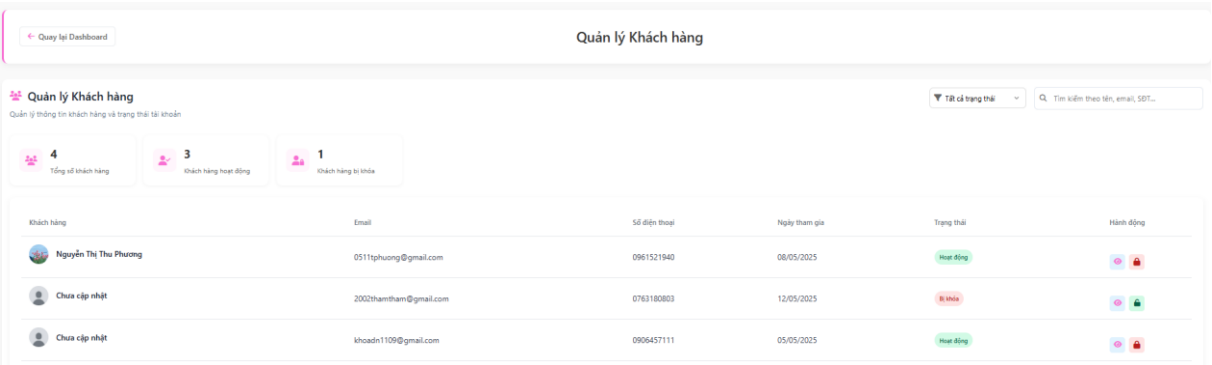 ← Quay lại Dashboard
Quản lý Khách hàng
Quản lý Khách hàng
Quản lý thông tin khách hàng và trạng thái tài khoản
Tất cả trạng thái
Tìm kiếm theo tên, email, SĐT...
4
Tổng số khách hàng
3
Khách hàng hoạt động
1
Khách hàng bị khóa
Khách hàng Email Số điện thoại Ngày tham gia Trạng thái Hành động
Nguyễn Thị Thu Phương 0511tphuong@gmail.com 0961521940 08/05/2025 Hoạt động
Chưa cập nhật 2002thamtham@gmail.com 0763180803 12/05/2025 Bị khóa
Chưa cập nhật khoadn1109@gmail.com 0906457111 05/05/2025 Hoạt động